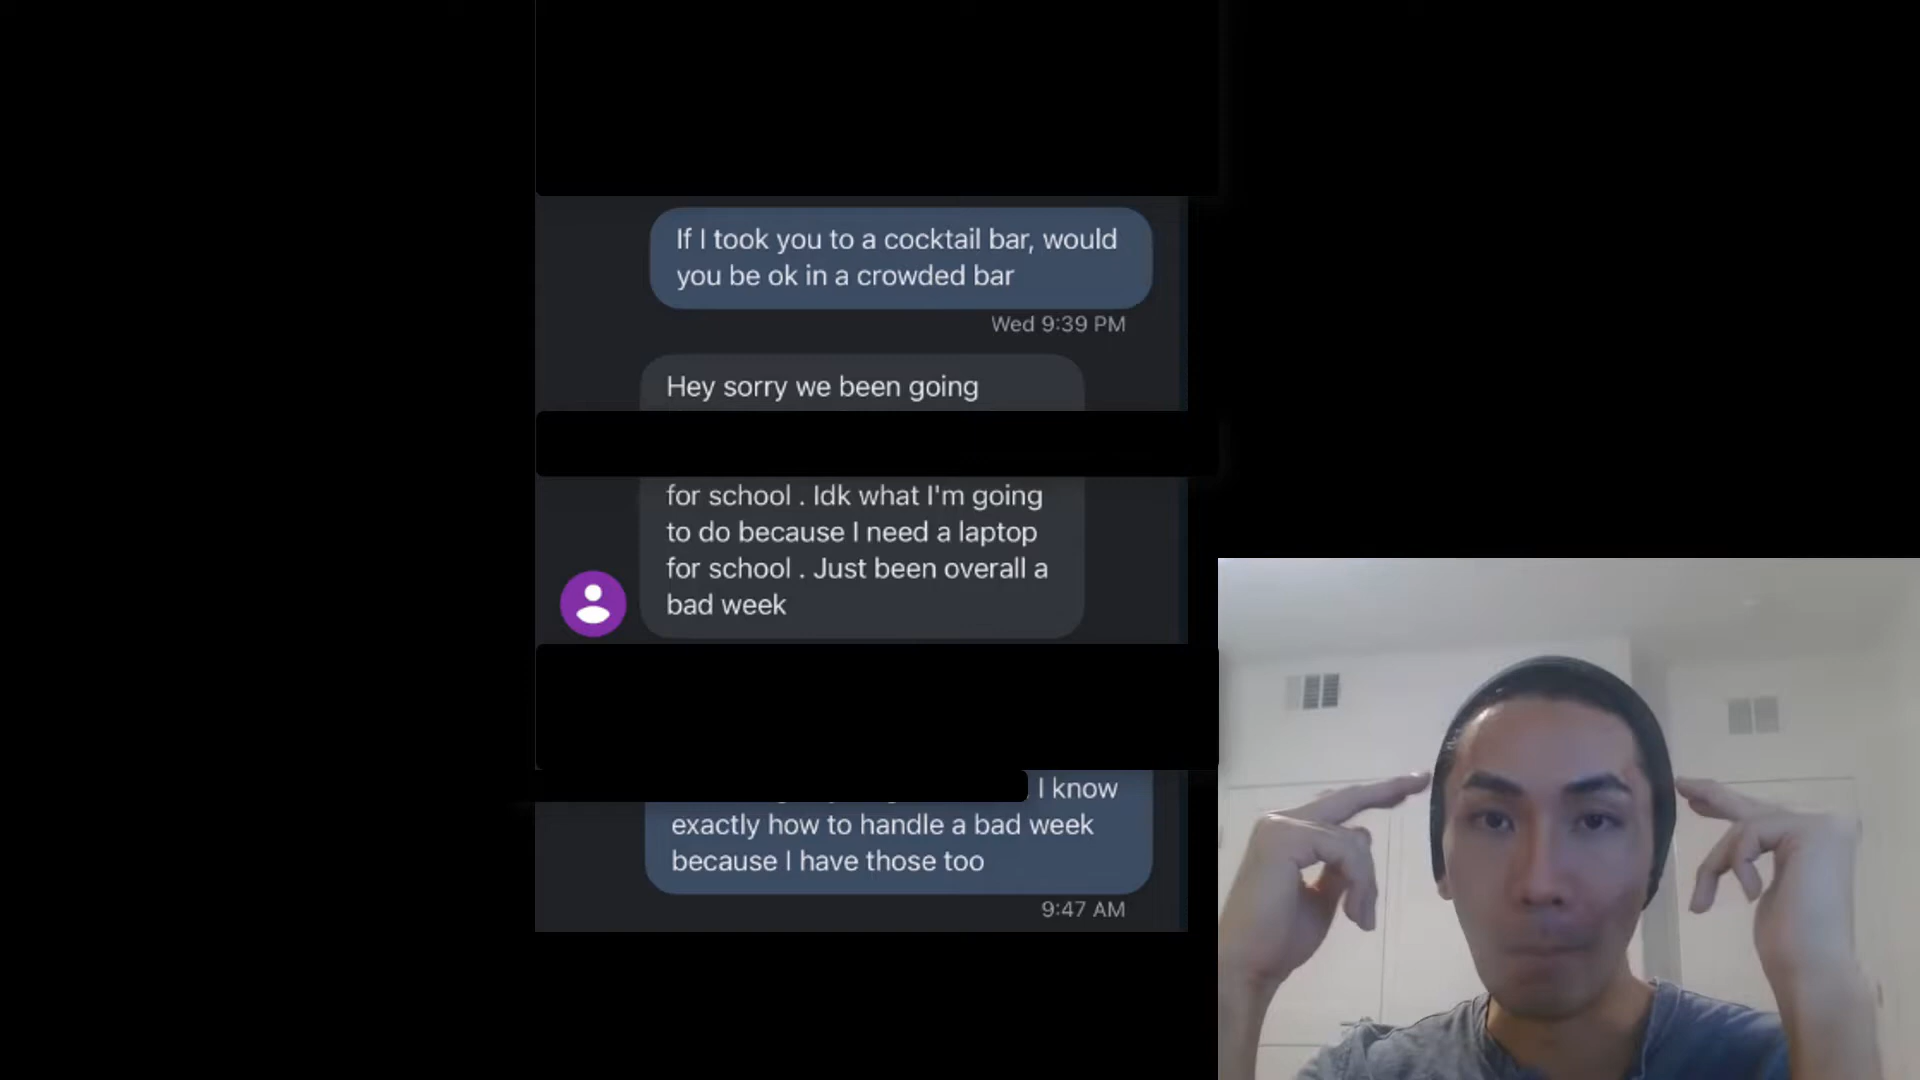 If I took you to a cocktail bar, would
you be ok in a crowded bar
Wed 9:39 PM
Hey sorry we been going
for school . Idk what I'm going
to do because I need a laptop
for school . Just been overall a
bad week
I know
exactly how to handle a bad week
because I have those too
9:47 AM